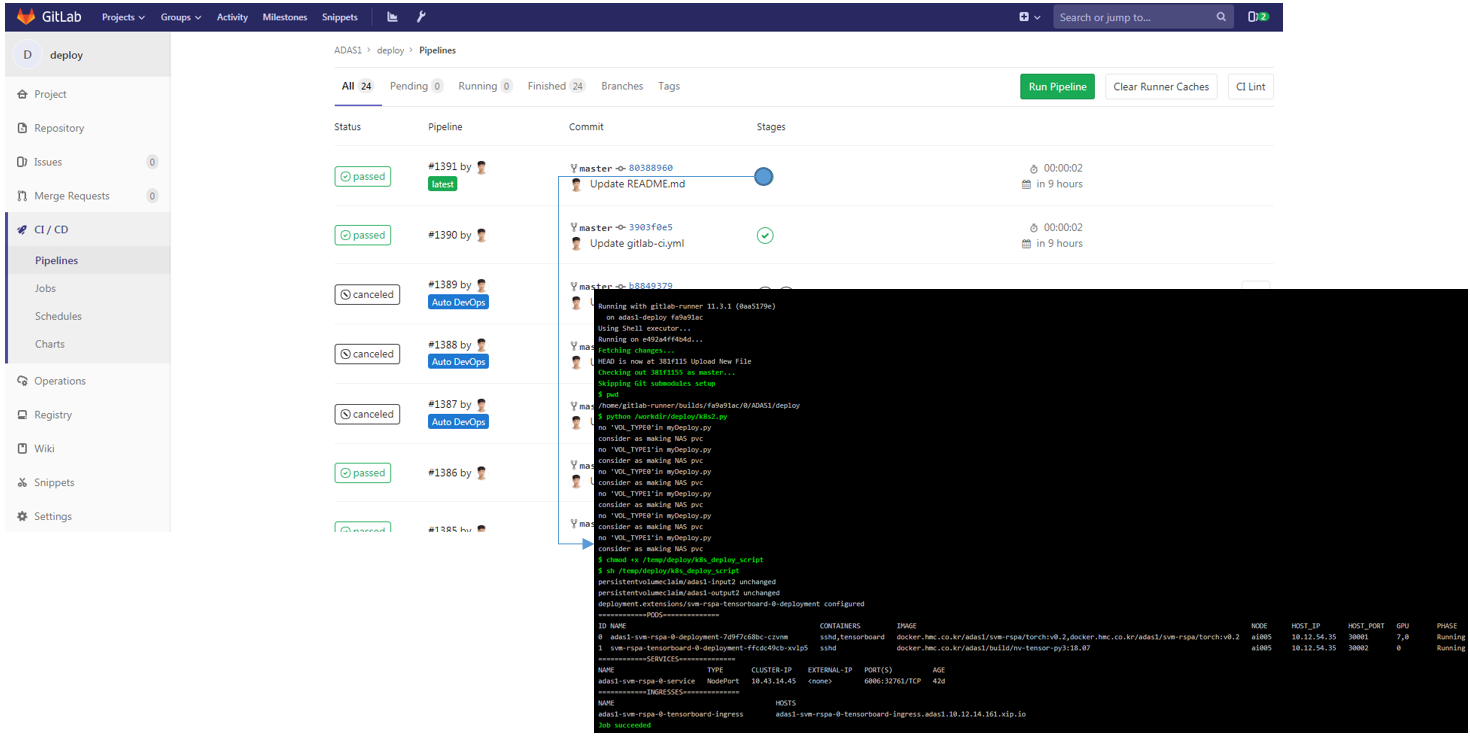 GitLab Projects Groups Activity Milestones Snippets Search or jump to... 2
D deploy
Project
Repository
Issues 0
Merge Requests 0
CI / CD
Pipelines
Jobs
Schedules
Charts
Operations
Registry
Wiki
Snippets
Settings
ADAS1 > deploy > Pipelines
All 24 Pending 0 Running 0 Finished 24 Branches Tags Run Pipeline Clear Runner Caches CI Lint
Status Pipeline Commit Stages
passed #1391 by latest master 80388960 Update README.md 00:00:02 in 9 hours
passed #1390 by master 3903f0e5 Update gitlab-ci.yml 00:00:02 in 9 hours
canceled #1389 by Auto DevOps master b8849379
canceled #1388 by Auto DevOps mas
canceled #1387 by Auto DevOps mas
passed #1386 by mas
passed #1385 by mas
Running with gitlab-runner 11.3.1 (0aa5179e)
on adas1-deploy fa9a91ac
Using Shell executor...
Running on e492a4ff4b4d...
Fetching changes...
HEAD is now at 381f115 Upload New File
Checking out 381f1155 as master...
Skipping Git submodules setup
$ pwd
/home/gitlab-runner/builds/fa9a91ac/0/ADAS1/deploy
$ python /workdir/deploy/k8s2.py
no 'VOL_TYPE0'in myDeploy.py
consider as making NAS pvc
no 'VOL_TYPE1'in myDeploy.py
consider as making NAS pvc
no 'VOL_TYPE0'in myDeploy.py
consider as making NAS pvc
no 'VOL_TYPE1'in myDeploy.py
consider as making NAS pvc
no 'VOL_TYPE0'in myDeploy.py
consider as making NAS pvc
no 'VOL_TYPE1'in myDeploy.py
consider as making NAS pvc
$ chmod +x /temp/deploy/k8s_deploy_script
$ sh /temp/deploy/k8s_deploy_script
persistentvolumeclaim/adas1-input2 unchanged
persistentvolumeclaim/adas1-output2 unchanged
deployment.extensions/svm-rspa-tensorboard-0-deployment configured
============PODS==============
ID NAME CONTAINERS IMAGE NODE HOST_IP HOST_PORT GPU PHASE
0 adas1-svm-rspa-0-deployment-7d9f7c68bc-czvnm sshd,tensorboard docker.hmc.co.kr/adas1/svm-rspa/torch:v0.2,docker.hmc.co.kr/adas1/svm-rspa/torch:v0.2 ai005 10.12.54.35 30001 7,0 Running
1 svm-rspa-tensorboard-0-deployment-ffcdc49cb-xvlp5 sshd docker.hmc.co.kr/adas1/build/nv-tensor-py3:18.07 ai005 10.12.54.35 30002 0 Running
============SERVICES==============
NAME TYPE CLUSTER-IP EXTERNAL-IP PORT(S) AGE
adas1-svm-rspa-0-service NodePort 10.43.14.45 <none> 6006:32761/TCP 42d
============INGRESSES==============
NAME HOSTS
adas1-svm-rspa-0-tensorboard-ingress adas1-svm-rspa-0-tensorboard-ingress.adas1.10.12.14.161.xip.io
Job succeeded